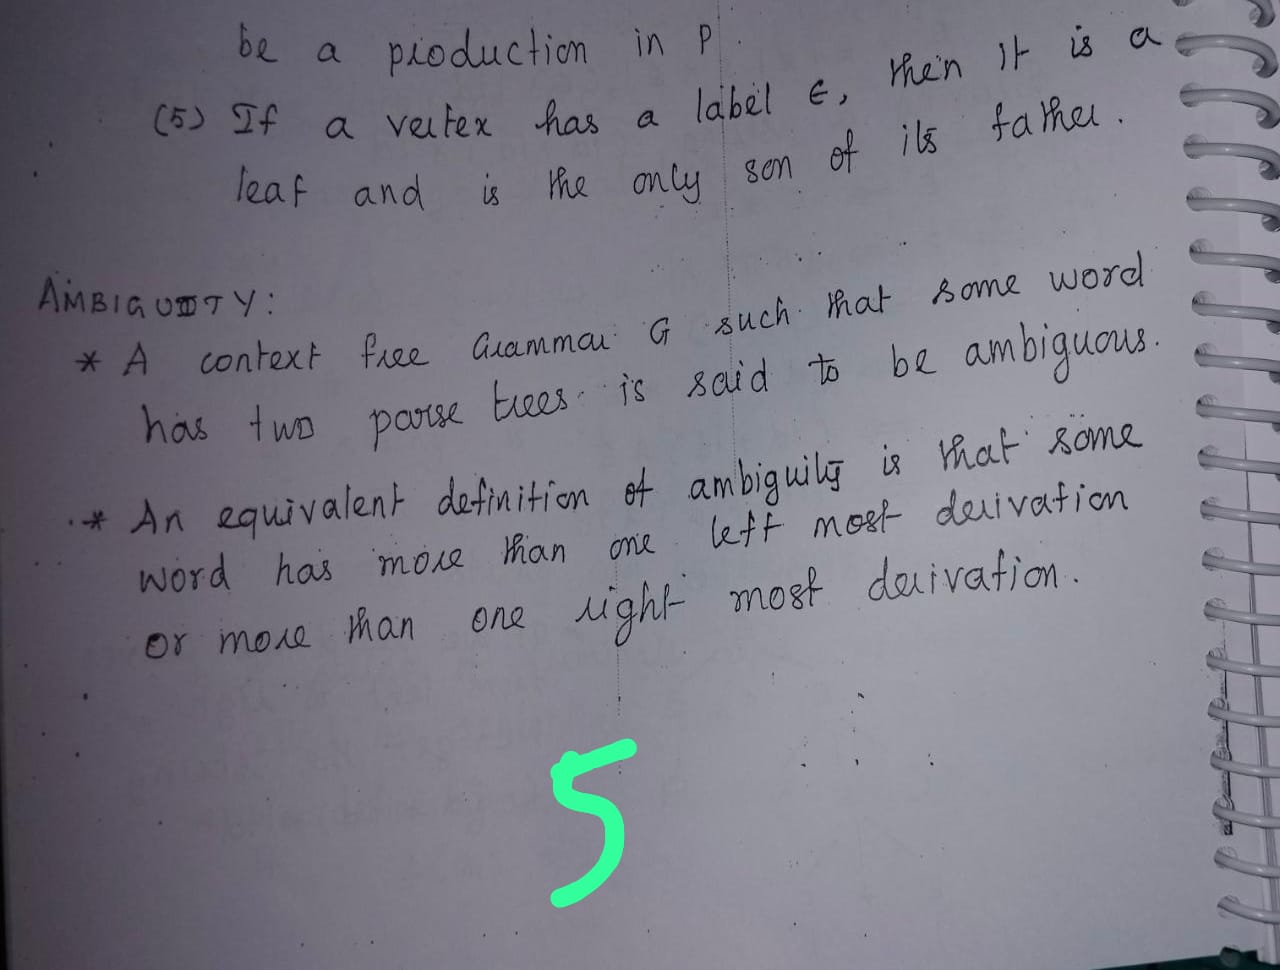 be a production in P.
(5) If a vertex has a label ϵ, then it is a
leaf and is the only son of its father.
AMBIGUITY:
* A context free Grammar G such that some word
has two parse trees is said to be ambiguous.
* An equivalent definition of ambiguity is that some
word has more than one left most derivation
or more than one right most derivation.
5